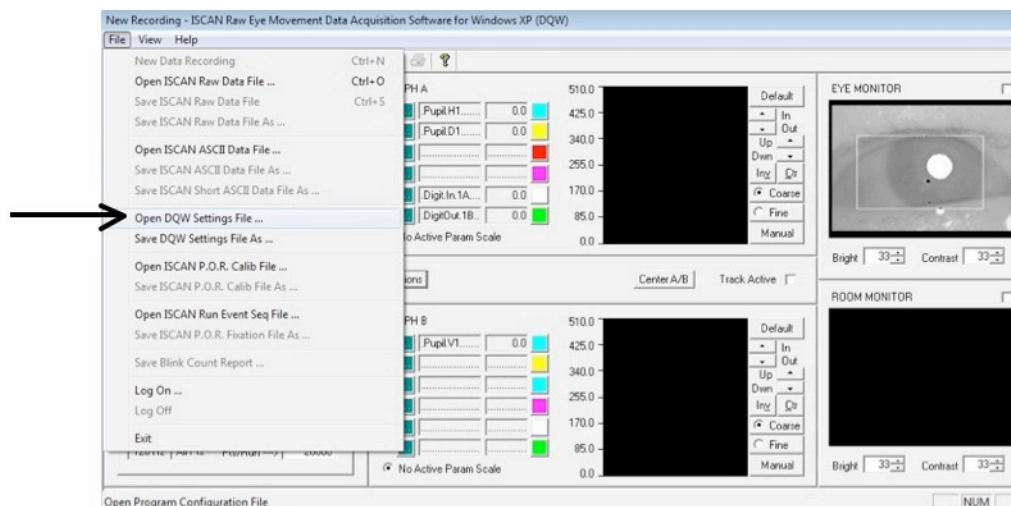 New Recording - ISCAN Raw Eye Movement Data Acquisition Software for Windows XP (DQW)
File View Help
New Data Recording Ctrl+N
Open ISCAN Raw Data File ... Ctrl+O
Save ISCAN Raw Data File Ctrl+S
Save ISCAN Raw Data File As ...
Open ISCAN ASCII Data File ...
Save ISCAN ASCII Data File As ...
Save ISCAN Short ASCII Data File As ...
Open DQW Settings File ...
Save DQW Settings File As ...
Open ISCAN P.O.R. Calib File ...
Save ISCAN P.O.R. Calib File As ...
Open ISCAN Run Event Seq File ...
Save ISCAN P.O.R. Fixation File As ...
Save Blink Count Report ...
Log On ...
Log Off
Exit
PH A
Pupil.H1....... 0.0
Pupil.D1....... 0.0
Digit.In.1A.... 0.0
DigitOut.1B.. 0.0
o Active Param Scale
510.0
425.0
340.0
255.0
170.0
85.0
0.0
Default
In
Out
Up
Dwn
Inv Clr
Coarse
Fine
Manual
ions
Center A/B
Track Active
PH B
Pupil.V1....... 0.0
No Active Param Scale
510.0
425.0
340.0
255.0
170.0
85.0
0.0
Default
In
Out
Up
Dwn
Inv Clr
Coarse
Fine
Manual
EYE MONITOR
Bright 33 Contrast 33
ROOM MONITOR
Bright 33 Contrast 33
Open Program Configuration File
NUM